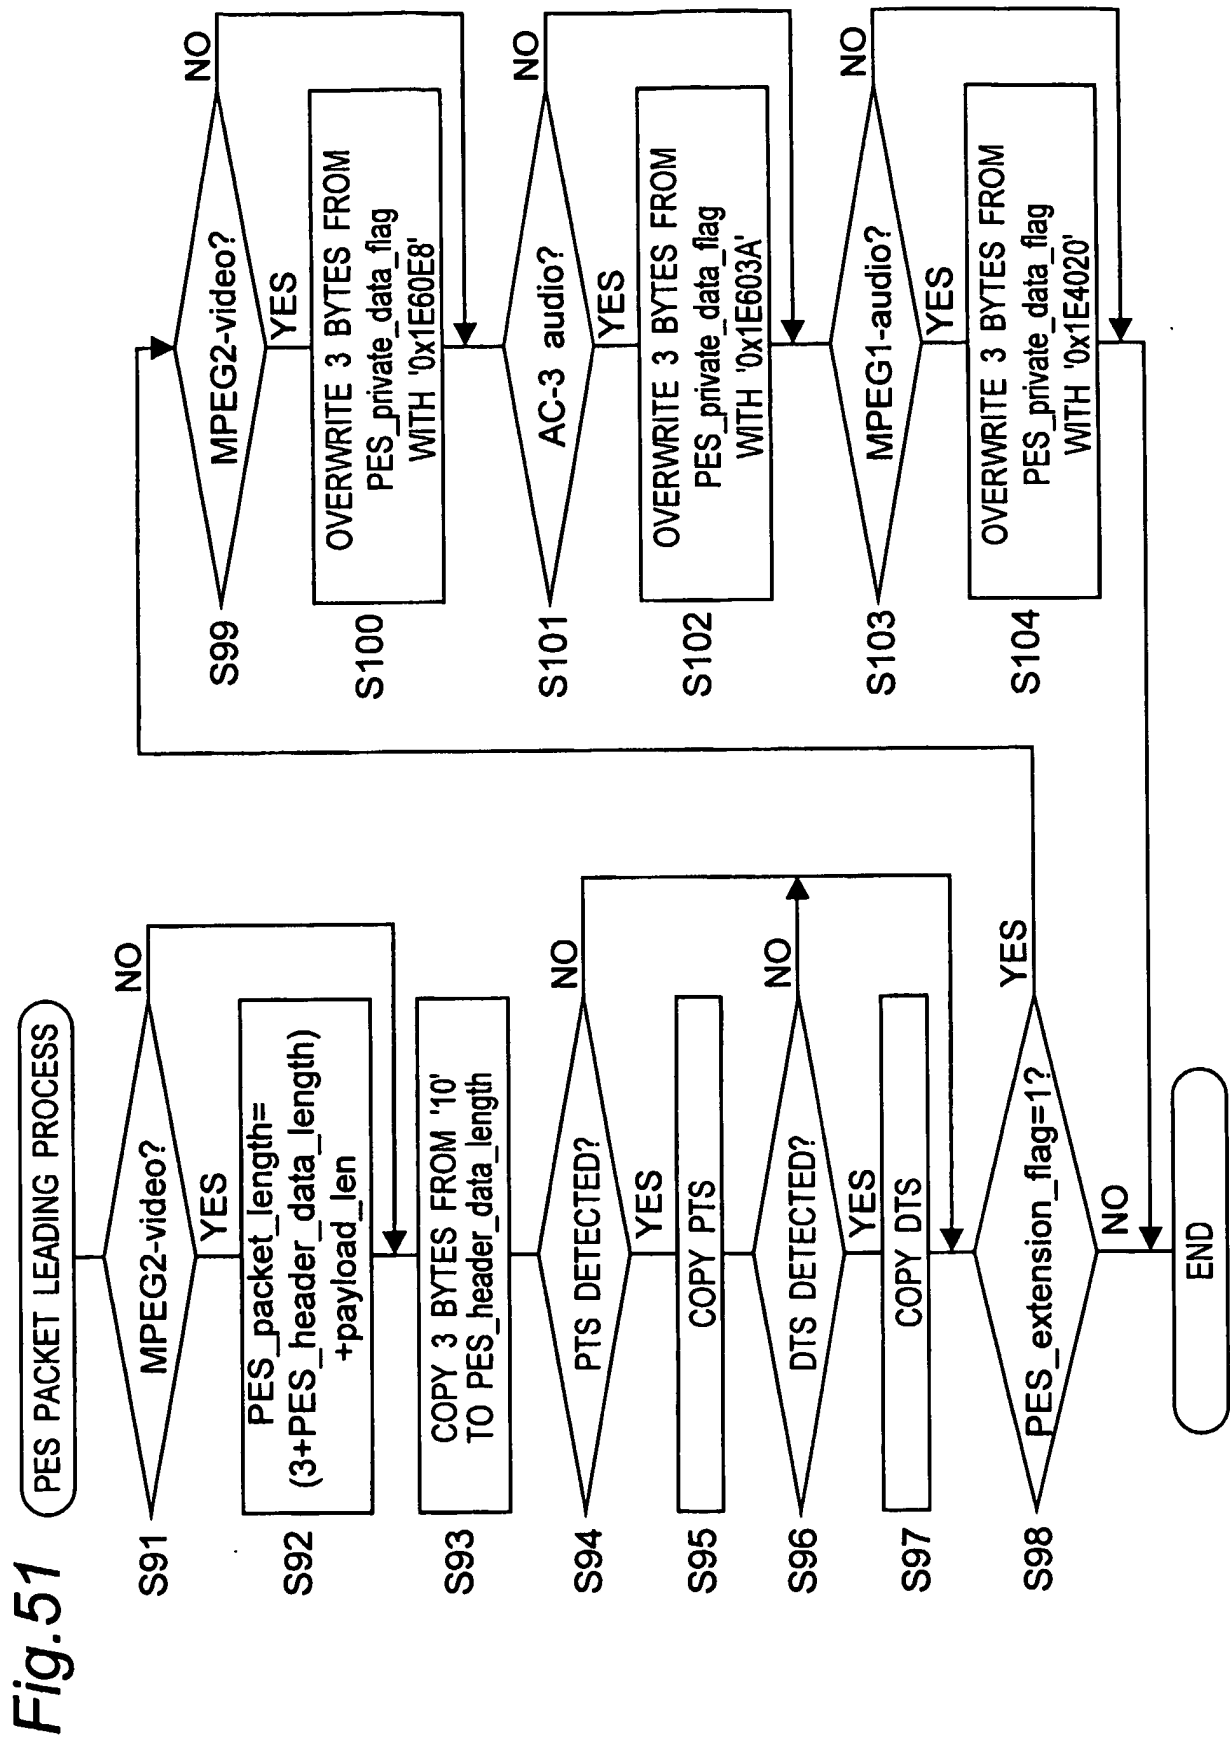 Fig.51
PES PACKET LEADING PROCESS
S91
MPEG2-video?
NO
YES
S92
PES_packet_length=
(3+PES_header_data_length)
+payload_len
S93
COPY 3 BYTES FROM '10'
TO PES_header_data_length
S94
PTS DETECTED?
NO
YES
S95
COPY PTS
S96
DTS DETECTED?
NO
YES
S97
COPY DTS
S98
PES_extension_flag=1?
YES
NO
END
S99
MPEG2-video?
NO
YES
S100
OVERWRITE 3 BYTES FROM
PES_private_data_flag
WITH '0x1E60E8'
S101
AC-3 audio?
NO
YES
S102
OVERWRITE 3 BYTES FROM
PES_private_data_flag
WITH '0x1E603A'
S103
MPEG1-audio?
NO
YES
S104
OVERWRITE 3 BYTES FROM
PES_private_data_flag
WITH '0x1E4020'